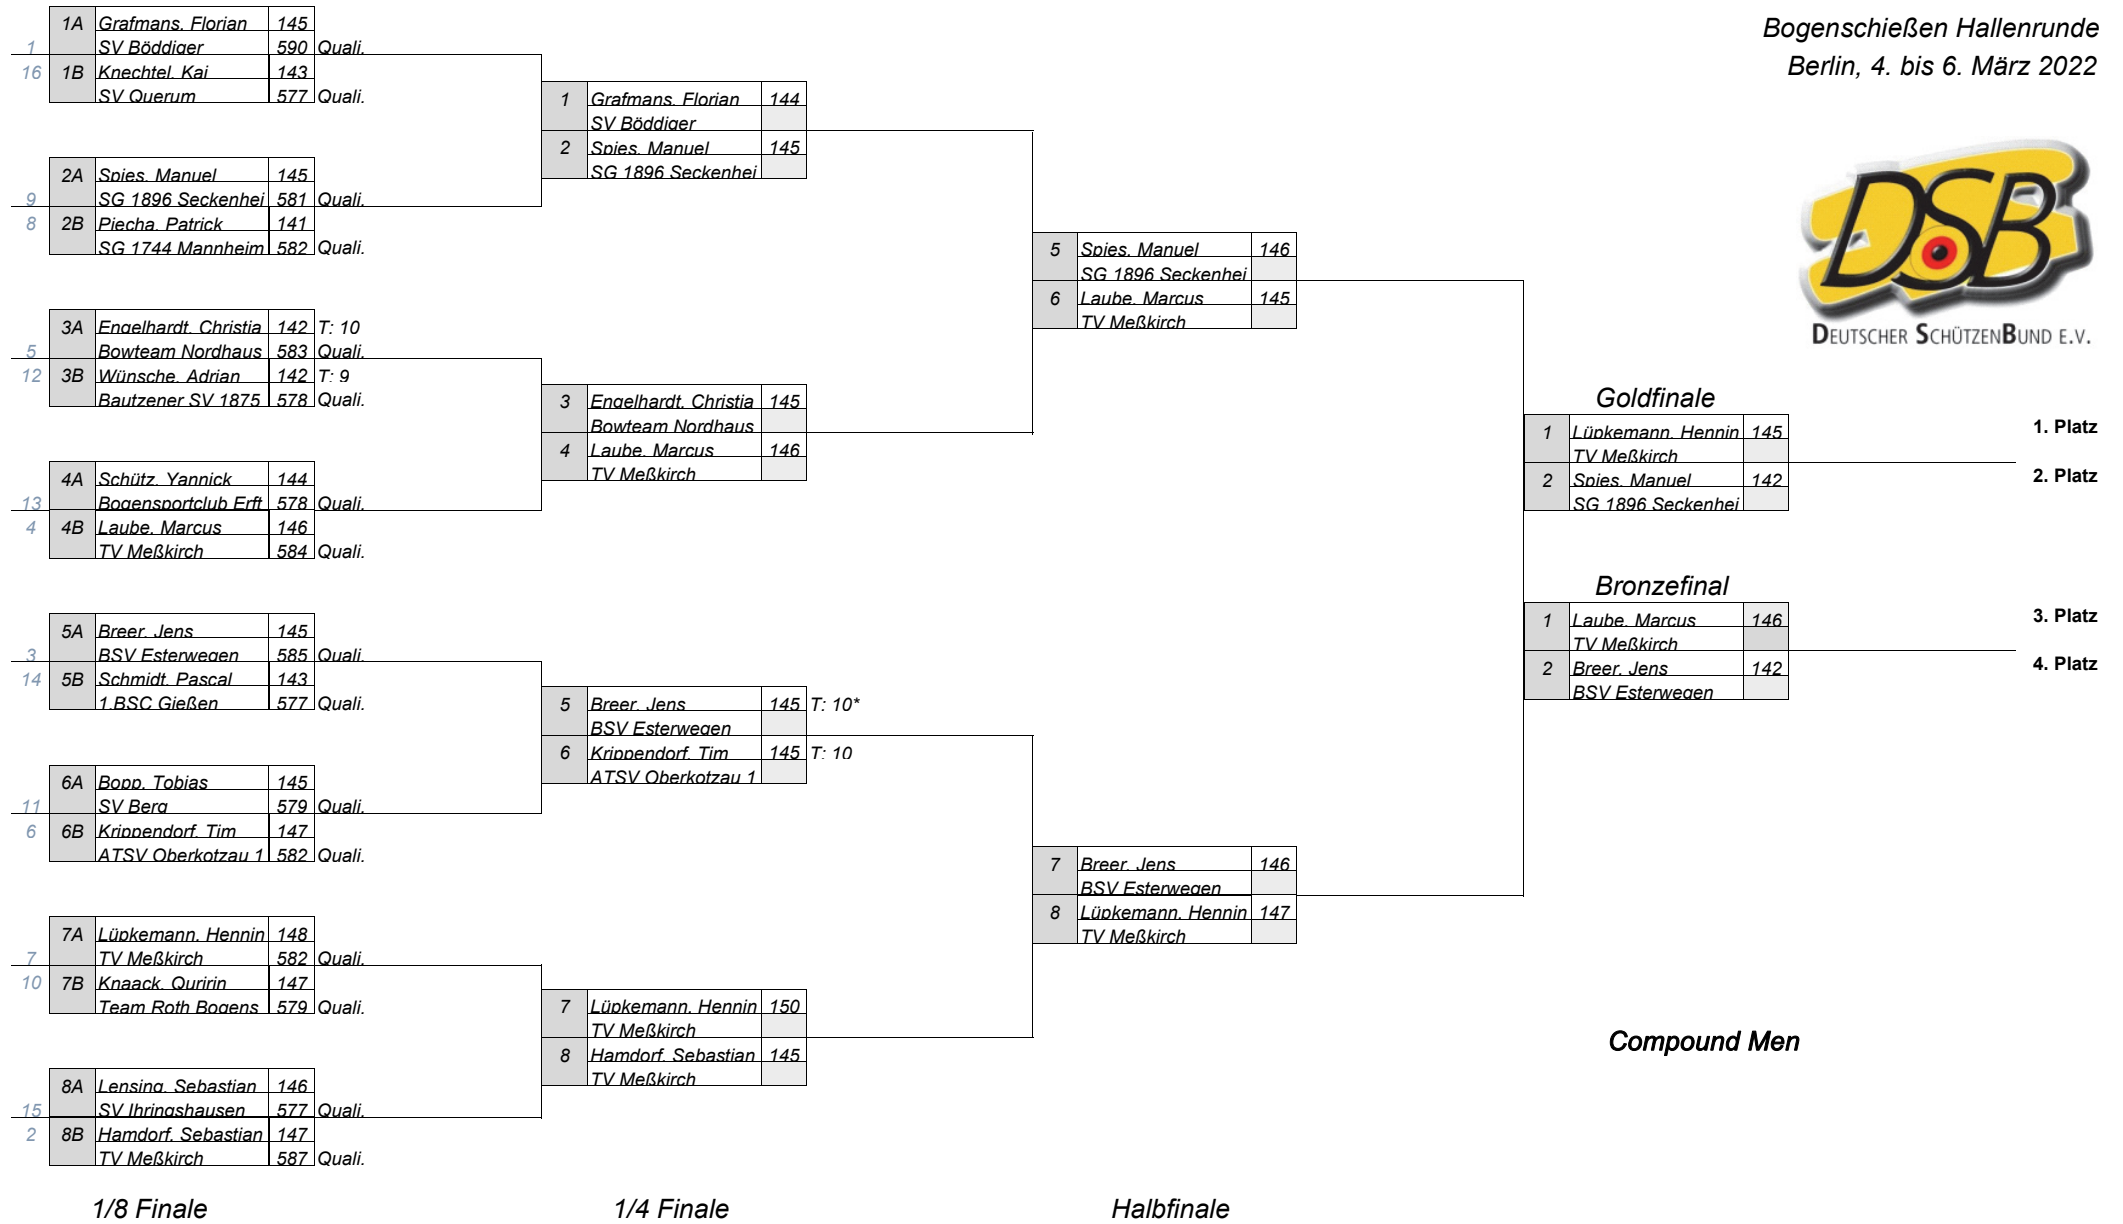 Bogenschießen Hallenrunde
Berlin, 4. bis 6. März 2022
DSB
DEUTSCHER SCHÜTZENBUND E.V.
1A Grafmans, Florian 145
1 SV Böddiger 590 Quali.
16 1B Knechtel, Kai 143
SV Querum 577 Quali.
2A Spies, Manuel 145
9 SG 1896 Seckenhei 581 Quali.
8 2B Piecha, Patrick 141
SG 1744 Mannheim 582 Quali.
3A Engelhardt, Christia 142 T: 10
5 Bowteam Nordhaus 583 Quali.
12 3B Wünsche, Adrian 142 T: 9
Bautzener SV 1875 578 Quali.
4A Schütz, Yannick 144
13 Bogensportclub Erft 578 Quali.
4 4B Laube, Marcus 146
TV Meßkirch 584 Quali.
5A Breer, Jens 145
3 BSV Esterwegen 585 Quali.
14 5B Schmidt, Pascal 143
1.BSC Gießen 577 Quali.
6A Bopp, Tobias 145
11 SV Berg 579 Quali.
6 6B Krippendorf, Tim 147
ATSV Oberkotzau 1 582 Quali.
7A Lüpkemann, Hennin 148
7 TV Meßkirch 582 Quali.
10 7B Knaack, Quririn 147
Team Roth Bogens 579 Quali.
8A Lensing, Sebastian 146
15 SV Ihringshausen 577 Quali.
2 8B Hamdorf, Sebastian 147
TV Meßkirch 587 Quali.
1/8 Finale
1 Grafmans, Florian 144
SV Böddiger
2 Spies, Manuel 145
SG 1896 Seckenhei
3 Engelhardt, Christia 145
Bowteam Nordhaus
4 Laube, Marcus 146
TV Meßkirch
5 Breer, Jens 145 T: 10*
BSV Esterwegen
6 Krippendorf, Tim 145 T: 10
ATSV Oberkotzau 1
7 Lüpkemann, Hennin 150
TV Meßkirch
8 Hamdorf, Sebastian 145
TV Meßkirch
1/4 Finale
5 Spies, Manuel 146
SG 1896 Seckenhei
6 Laube, Marcus 145
TV Meßkirch
7 Breer, Jens 146
BSV Esterwegen
8 Lüpkemann, Hennin 147
TV Meßkirch
Halbfinale
Goldfinale
1 Lüpkemann, Hennin 145 1. Platz
TV Meßkirch
2 Spies, Manuel 142 2. Platz
SG 1896 Seckenhei
Bronzefinal
1 Laube, Marcus 146 3. Platz
TV Meßkirch
2 Breer, Jens 142 4. Platz
BSV Esterwegen
Compound Men